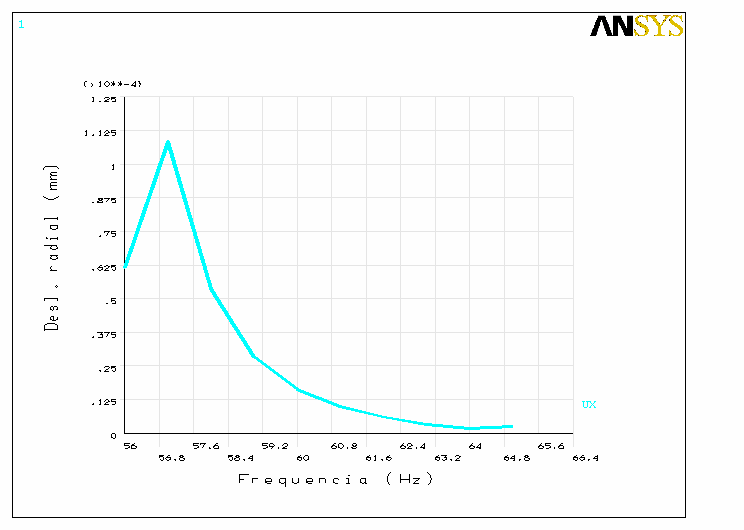 1
ANSYS
(x10**-4)
1.25
1.125
1
.875
.75
.625
.5
.375
.25
.125
0
Desl. radial (mm)
UX
56 57.6 59.2 60.8 62.4 64 65.6
56.8 58.4 60 61.6 63.2 64.8 66.4
Frequencia (Hz)